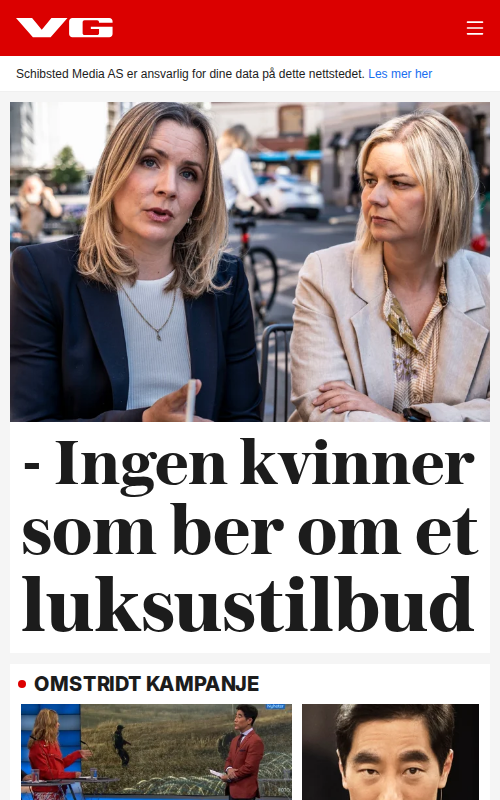 VG
Schibsted Media AS er ansvarlig for dine data på dette nettstedet. Les mer her
- Ingen kvinner
som ber om et
luksustilbud
OMSTRIDT KAMPANJE
Nyheter